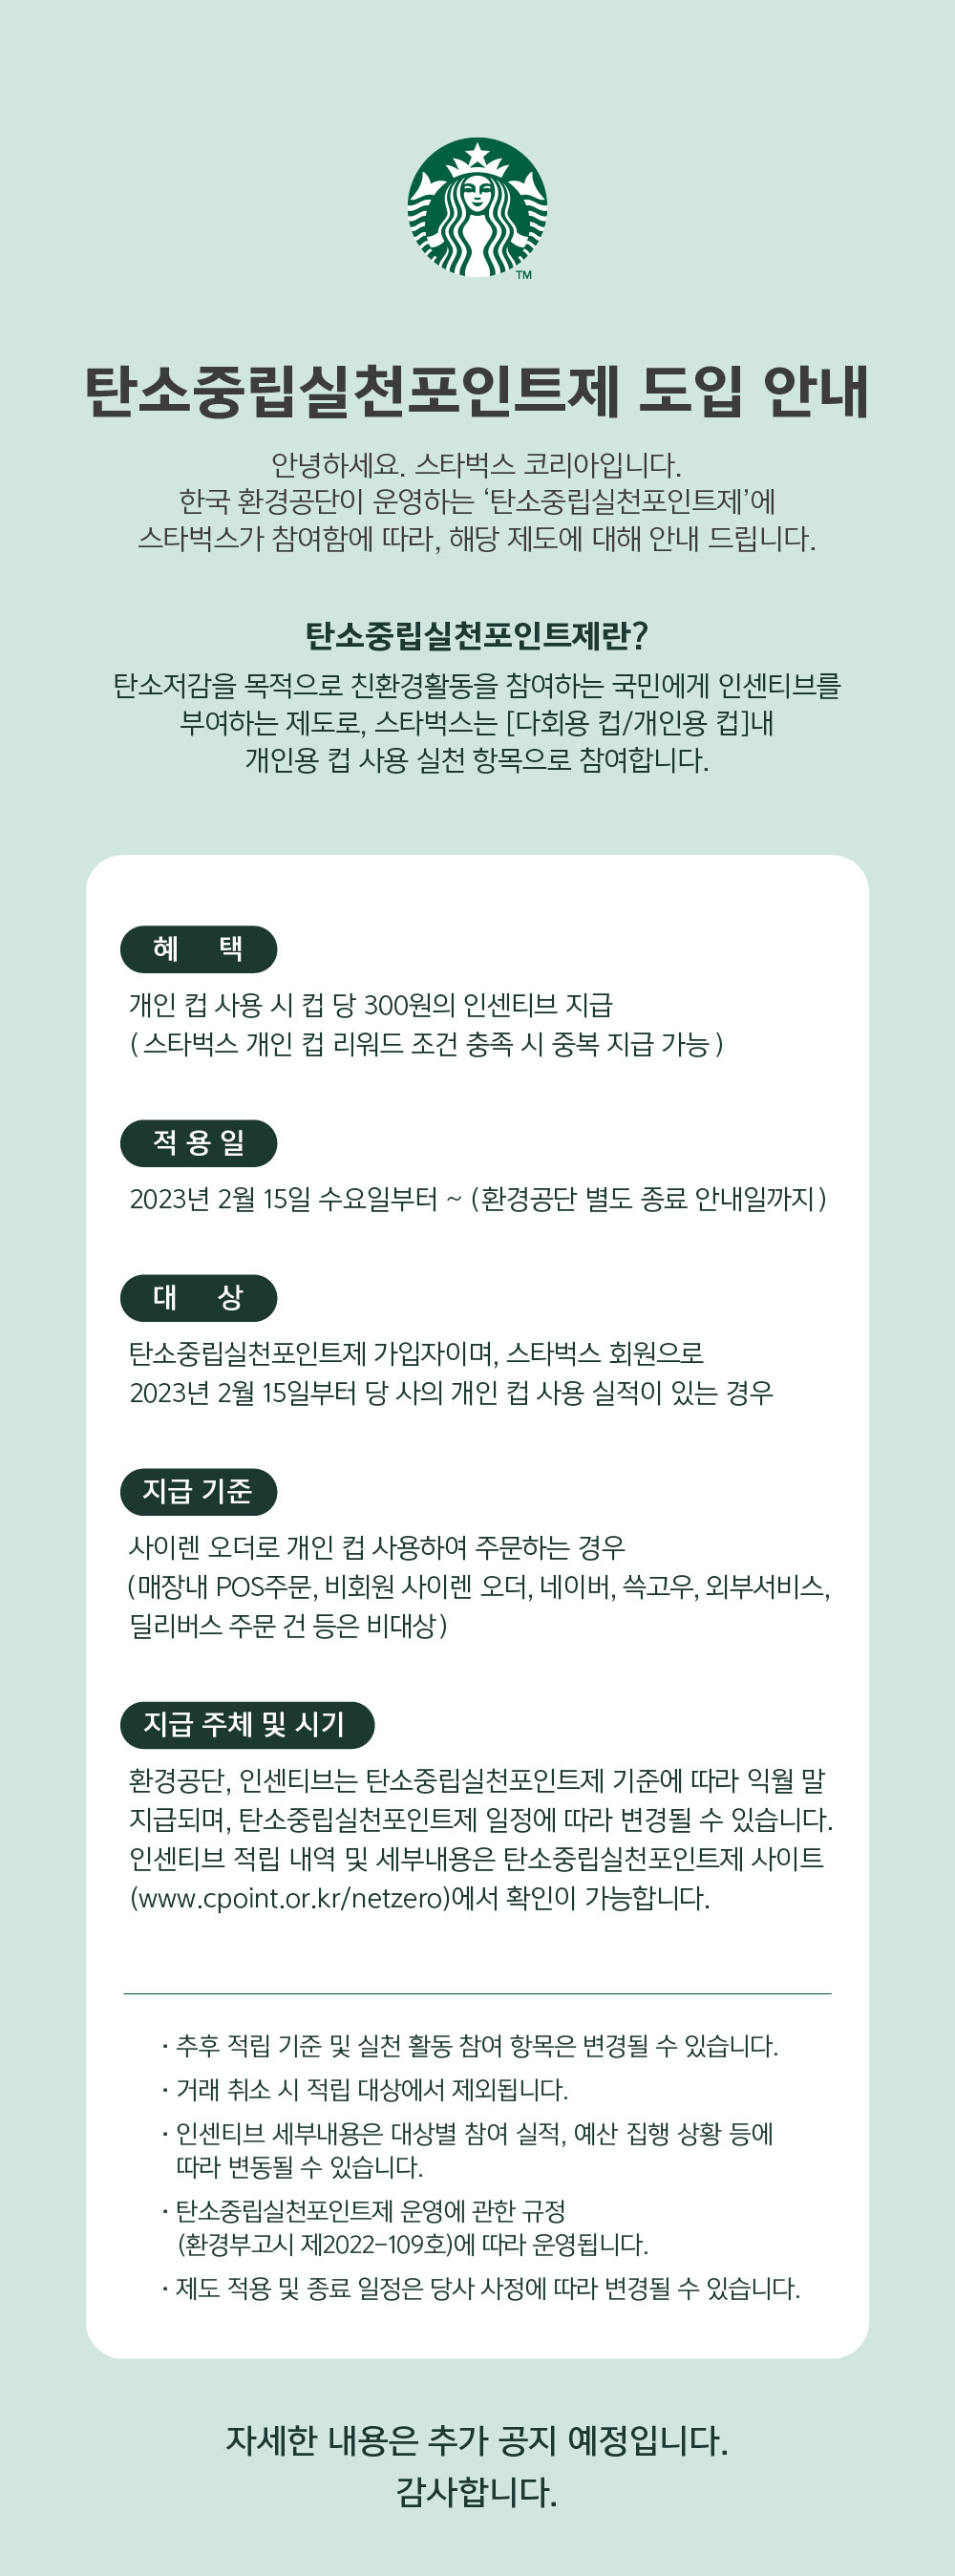 TM
탄소중립실천포인트제 도입 안내
안녕하세요. 스타벅스 코리아입니다.
한국 환경공단이 운영하는 ‘탄소중립실천포인트제’에
스타벅스가 참여함에 따라, 해당 제도에 대해 안내 드립니다.
탄소중립실천포인트제란?
탄소저감을 목적으로 친환경활동을 참여하는 국민에게 인센티브를
부여하는 제도로, 스타벅스는 [다회용 컵/개인용 컵]내
개인용 컵 사용 실천 항목으로 참여합니다.
혜 택
개인 컵 사용 시 컵 당 300원의 인센티브 지급
( 스타벅스 개인 컵 리워드 조건 충족 시 중복 지급 가능 )
적 용 일
2023년 2월 15일 수요일부터 ~ ( 환경공단 별도 종료 안내일까지 )
대 상
탄소중립실천포인트제 가입자이며, 스타벅스 회원으로
2023년 2월 15일부터 당 사의 개인 컵 사용 실적이 있는 경우
지급 기준
사이렌 오더로 개인 컵 사용하여 주문하는 경우
(매장내 POS주문, 비회원 사이렌 오더, 네이버, 쓱고우, 외부서비스,
딜리버스 주문 건 등은 비대상 )
지급 주체 및 시기
환경공단, 인센티브는 탄소중립실천포인트제 기준에 따라 익월 말
지급되며, 탄소중립실천포인트제 일정에 따라 변경될 수 있습니다.
인센티브 적립 내역 및 세부내용은 탄소중립실천포인트제 사이트
(www.cpoint.or.kr/netzero)에서 확인이 가능합니다.
· 추후 적립 기준 및 실천 활동 참여 항목은 변경될 수 있습니다.
· 거래 취소 시 적립 대상에서 제외됩니다.
· 인센티브 세부내용은 대상별 참여 실적, 예산 집행 상황 등에
따라 변동될 수 있습니다.
· 탄소중립실천포인트제 운영에 관한 규정
(환경부고시 제2022-109호)에 따라 운영됩니다.
· 제도 적용 및 종료 일정은 당사 사정에 따라 변경될 수 있습니다.
자세한 내용은 추가 공지 예정입니다.
감사합니다.